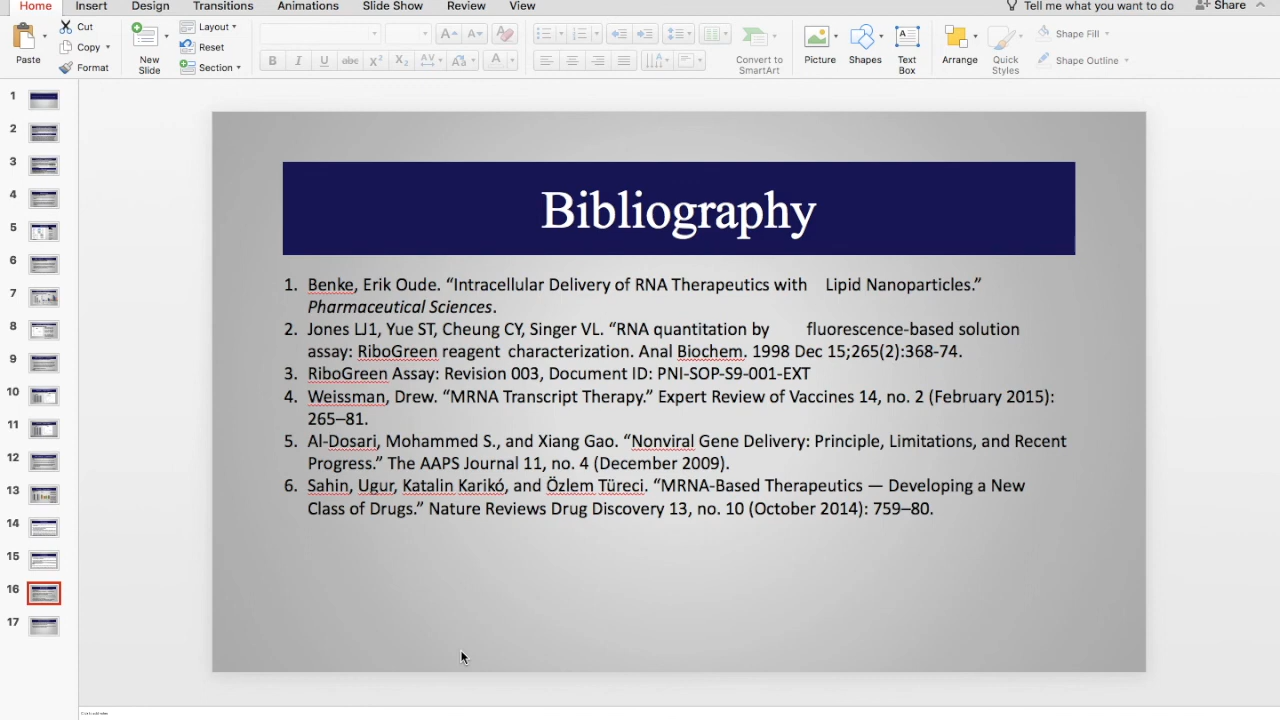 Home Insert Design Transitions Animations Slide Show Review View Tell me what you want to do Share
Paste Cut Copy Format New Slide Layout Reset Section Convert to SmartArt Picture Shapes Text Box Arrange Quick Styles Shape Fill Shape Outline
B I U abc X² X₂ AV Aa A
1
2
3
4
5
6
7
8
9
10
11
12
13
14
15
16
17
Bibliography
1. Benke, Erik Oude. “Intracellular Delivery of RNA Therapeutics with Lipid Nanoparticles.”
Pharmaceutical Sciences.
2. Jones LJ1, Yue ST, Cheung CY, Singer VL. “RNA quantitation by fluorescence-based solution
assay: RiboGreen reagent characterization. Anal Biochem. 1998 Dec 15;265(2):368-74.
3. RiboGreen Assay: Revision 003, Document ID: PNI-SOP-S9-001-EXT
4. Weissman, Drew. “MRNA Transcript Therapy.” Expert Review of Vaccines 14, no. 2 (February 2015):
265–81.
5. Al-Dosari, Mohammed S., and Xiang Gao. “Nonviral Gene Delivery: Principle, Limitations, and Recent
Progress.” The AAPS Journal 11, no. 4 (December 2009).
6. Sahin, Ugur, Katalin Karikó, and Özlem Türeci. “MRNA-Based Therapeutics — Developing a New
Class of Drugs.” Nature Reviews Drug Discovery 13, no. 10 (October 2014): 759–80.